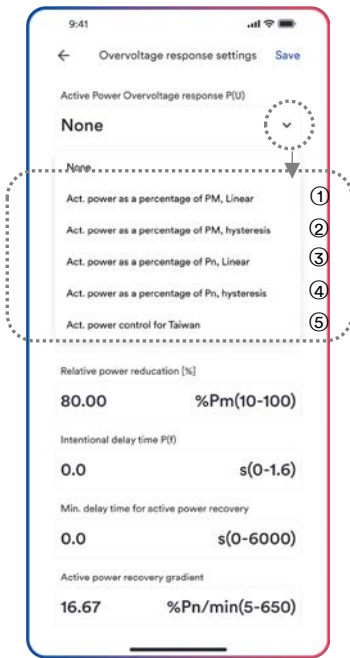 9:41
Overvoltage response settings Save
Active Power Overvoltage response P(U)
None
None
Act. power as a percentage of PM, Linear ①
Act. power as a percentage of PM, hysteresis ②
Act. power as a percentage of Pn, Linear ③
Act. power as a percentage of Pn, hysteresis ④
Act. power control for Taiwan ⑤
Relative power reducation [%]
80.00 %Pm(10-100)
Intentional delay time P(f)
0.0 s(0-1.6)
Min. delay time for active power recovery
0.0 s(0-6000)
Active power recovery gradient
16.67 %Pn/min(5-650)